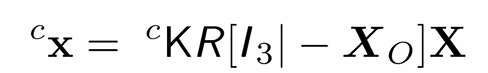 ᶜx = ᶜKR[I₃| − X_O]X